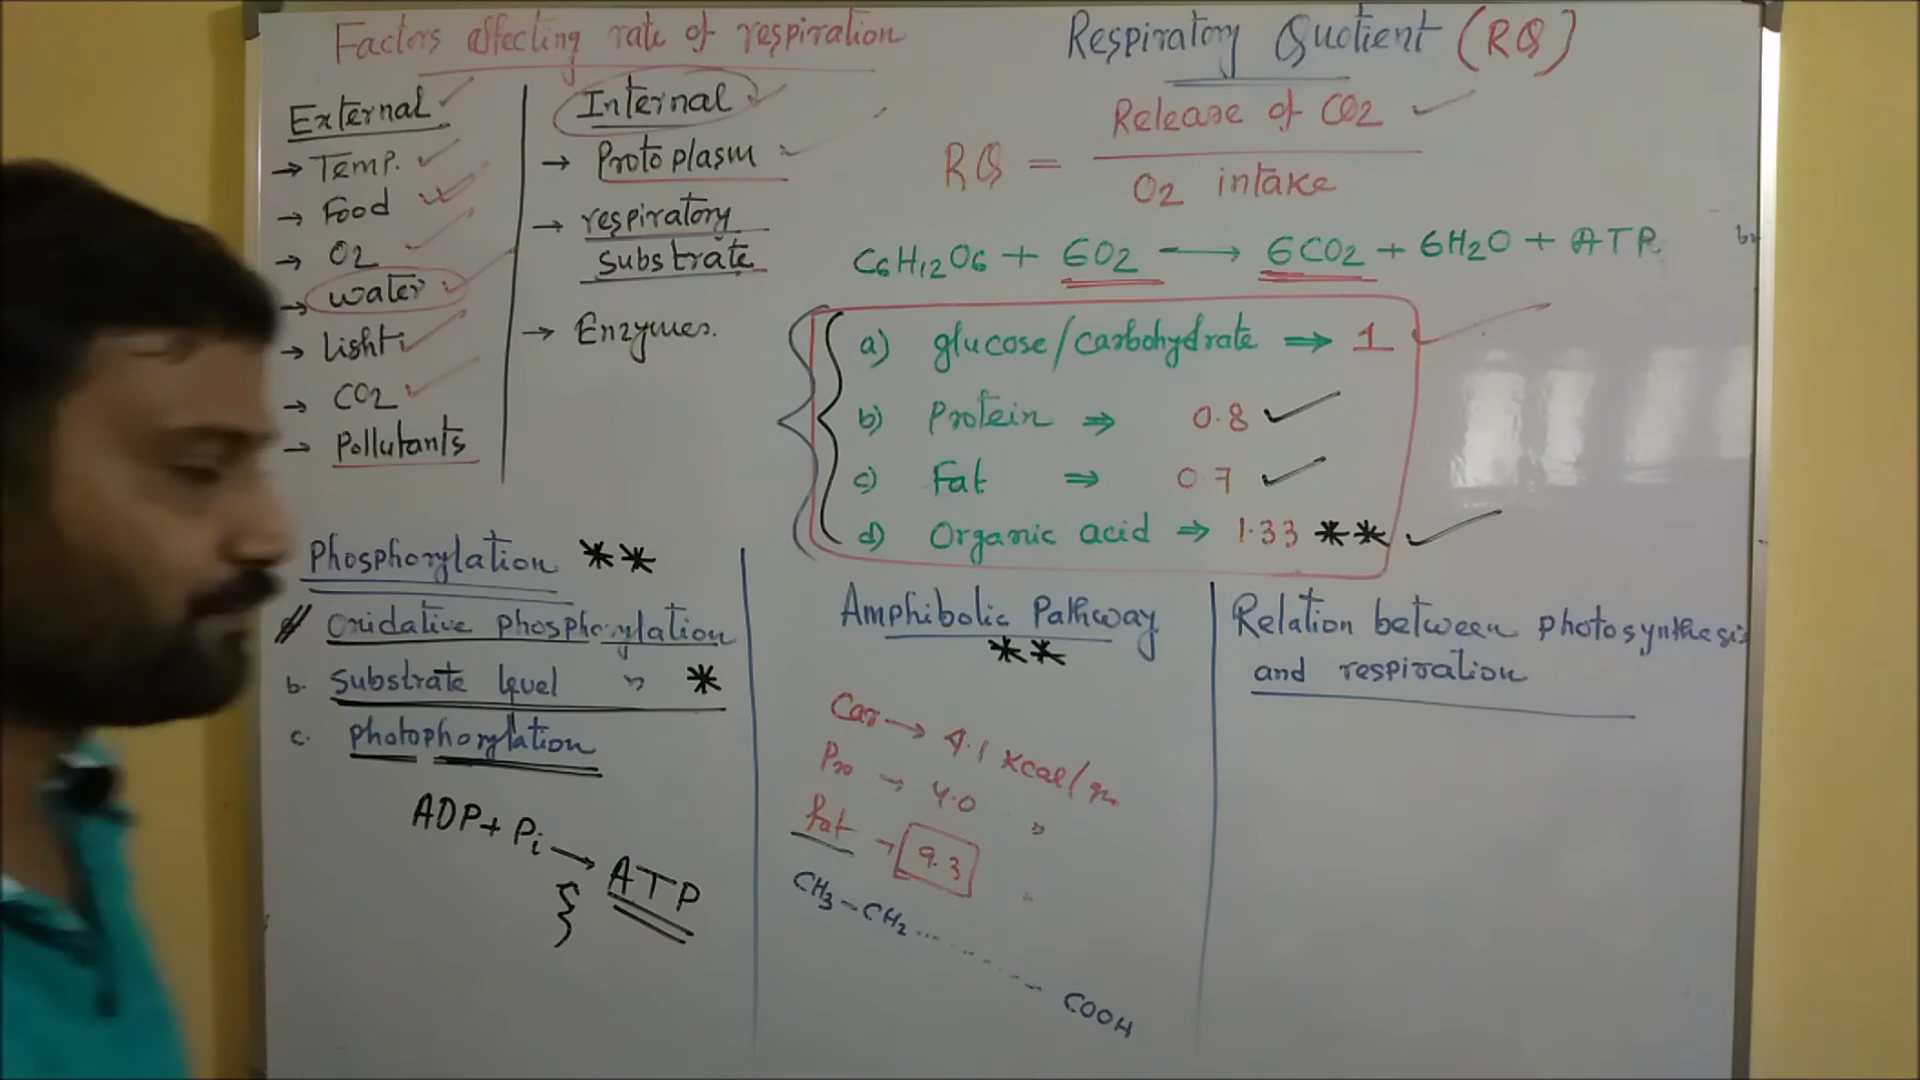 Factors affecting rate of respiration
External
→ Temp.
→ Food
→ O2
→ water
→ Light
→ CO2
→ Pollutants
Internal
→ Protoplasm
→ respiratory
substrate
→ Enzymes.
Respiratory Quotient (RQ)
RQ = Release of CO2
O2 intake
C6H12O6 + 6O2 → 6CO2 + 6H2O + ATP
a) glucose/carbohydrate ⇒ 1
b) Protein ⇒ 0.8
c) Fat ⇒ 0.7
d) Organic acid ⇒ 1.33 **
Phosphorylation **
Oxidative phosphorylation
b. Substrate level " *
c. photophorylation
ADP + Pi → ATP
Amphibolic Pathway
**
Car → 4.1 Kcal/gm
Pro → 4.0 "
fat → 9.3 "
CH3-CH2........COOH
Relation between photosynthesis
and respiration